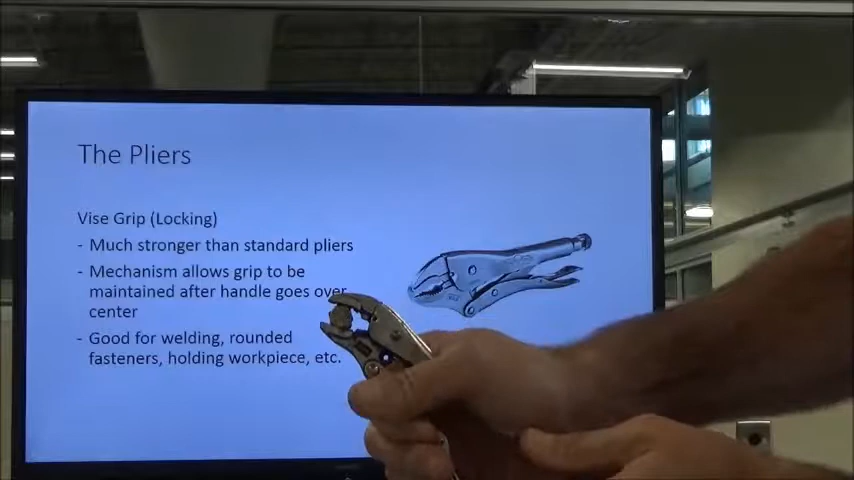 The Pliers
Vise Grip (Locking)
- Much stronger than standard pliers
- Mechanism allows grip to be
maintained after handle goes over
center
- Good for welding, rounded
fasteners, holding workpiece, etc.